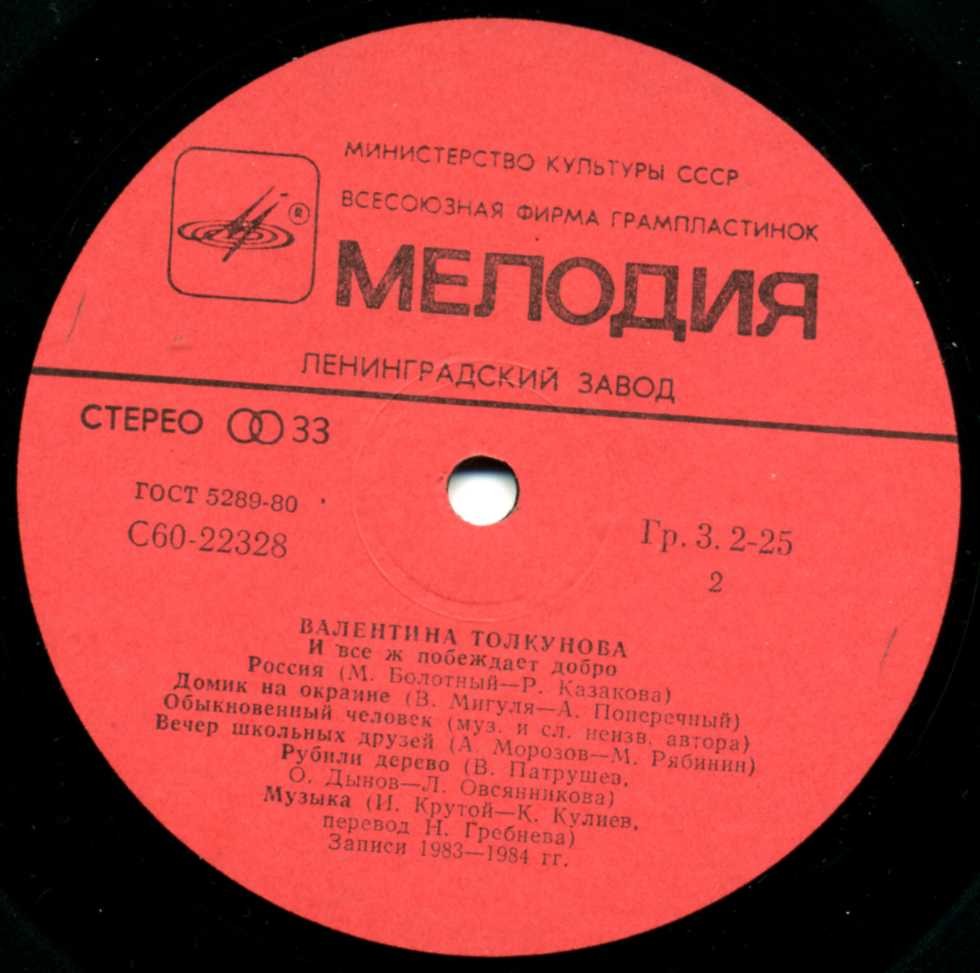 МИНИСТЕРСТВО КУЛЬТУРЫ СССР
ВСЕСОЮЗНАЯ ФИРМА ГРАМПЛАСТИНОК
®
МЕЛОДИЯ
ЛЕНИНГРАДСКИЙ ЗАВОД
СТЕРЕО 33
ГОСТ 5289-80
С60-22328
Гр. 3. 2-25
2
ВАЛЕНТИНА ТОЛКУНОВА
И все ж побеждает добро
Россия (М. Болотный—Р. Казакова)
Домик на окраине (В. Мигуля—А. Поперечный)
Обыкновенный человек (муз. и сл. неизв. автора)
Вечер школьных друзей (А. Морозов—М. Рябинин)
Рубили дерево (В. Патрушев,
О. Дынов—Л. Овсянникова)
Музыка (И. Крутой—К. Кулиев,
перевод Н. Гребнева)
Записи 1983—1984 гг.